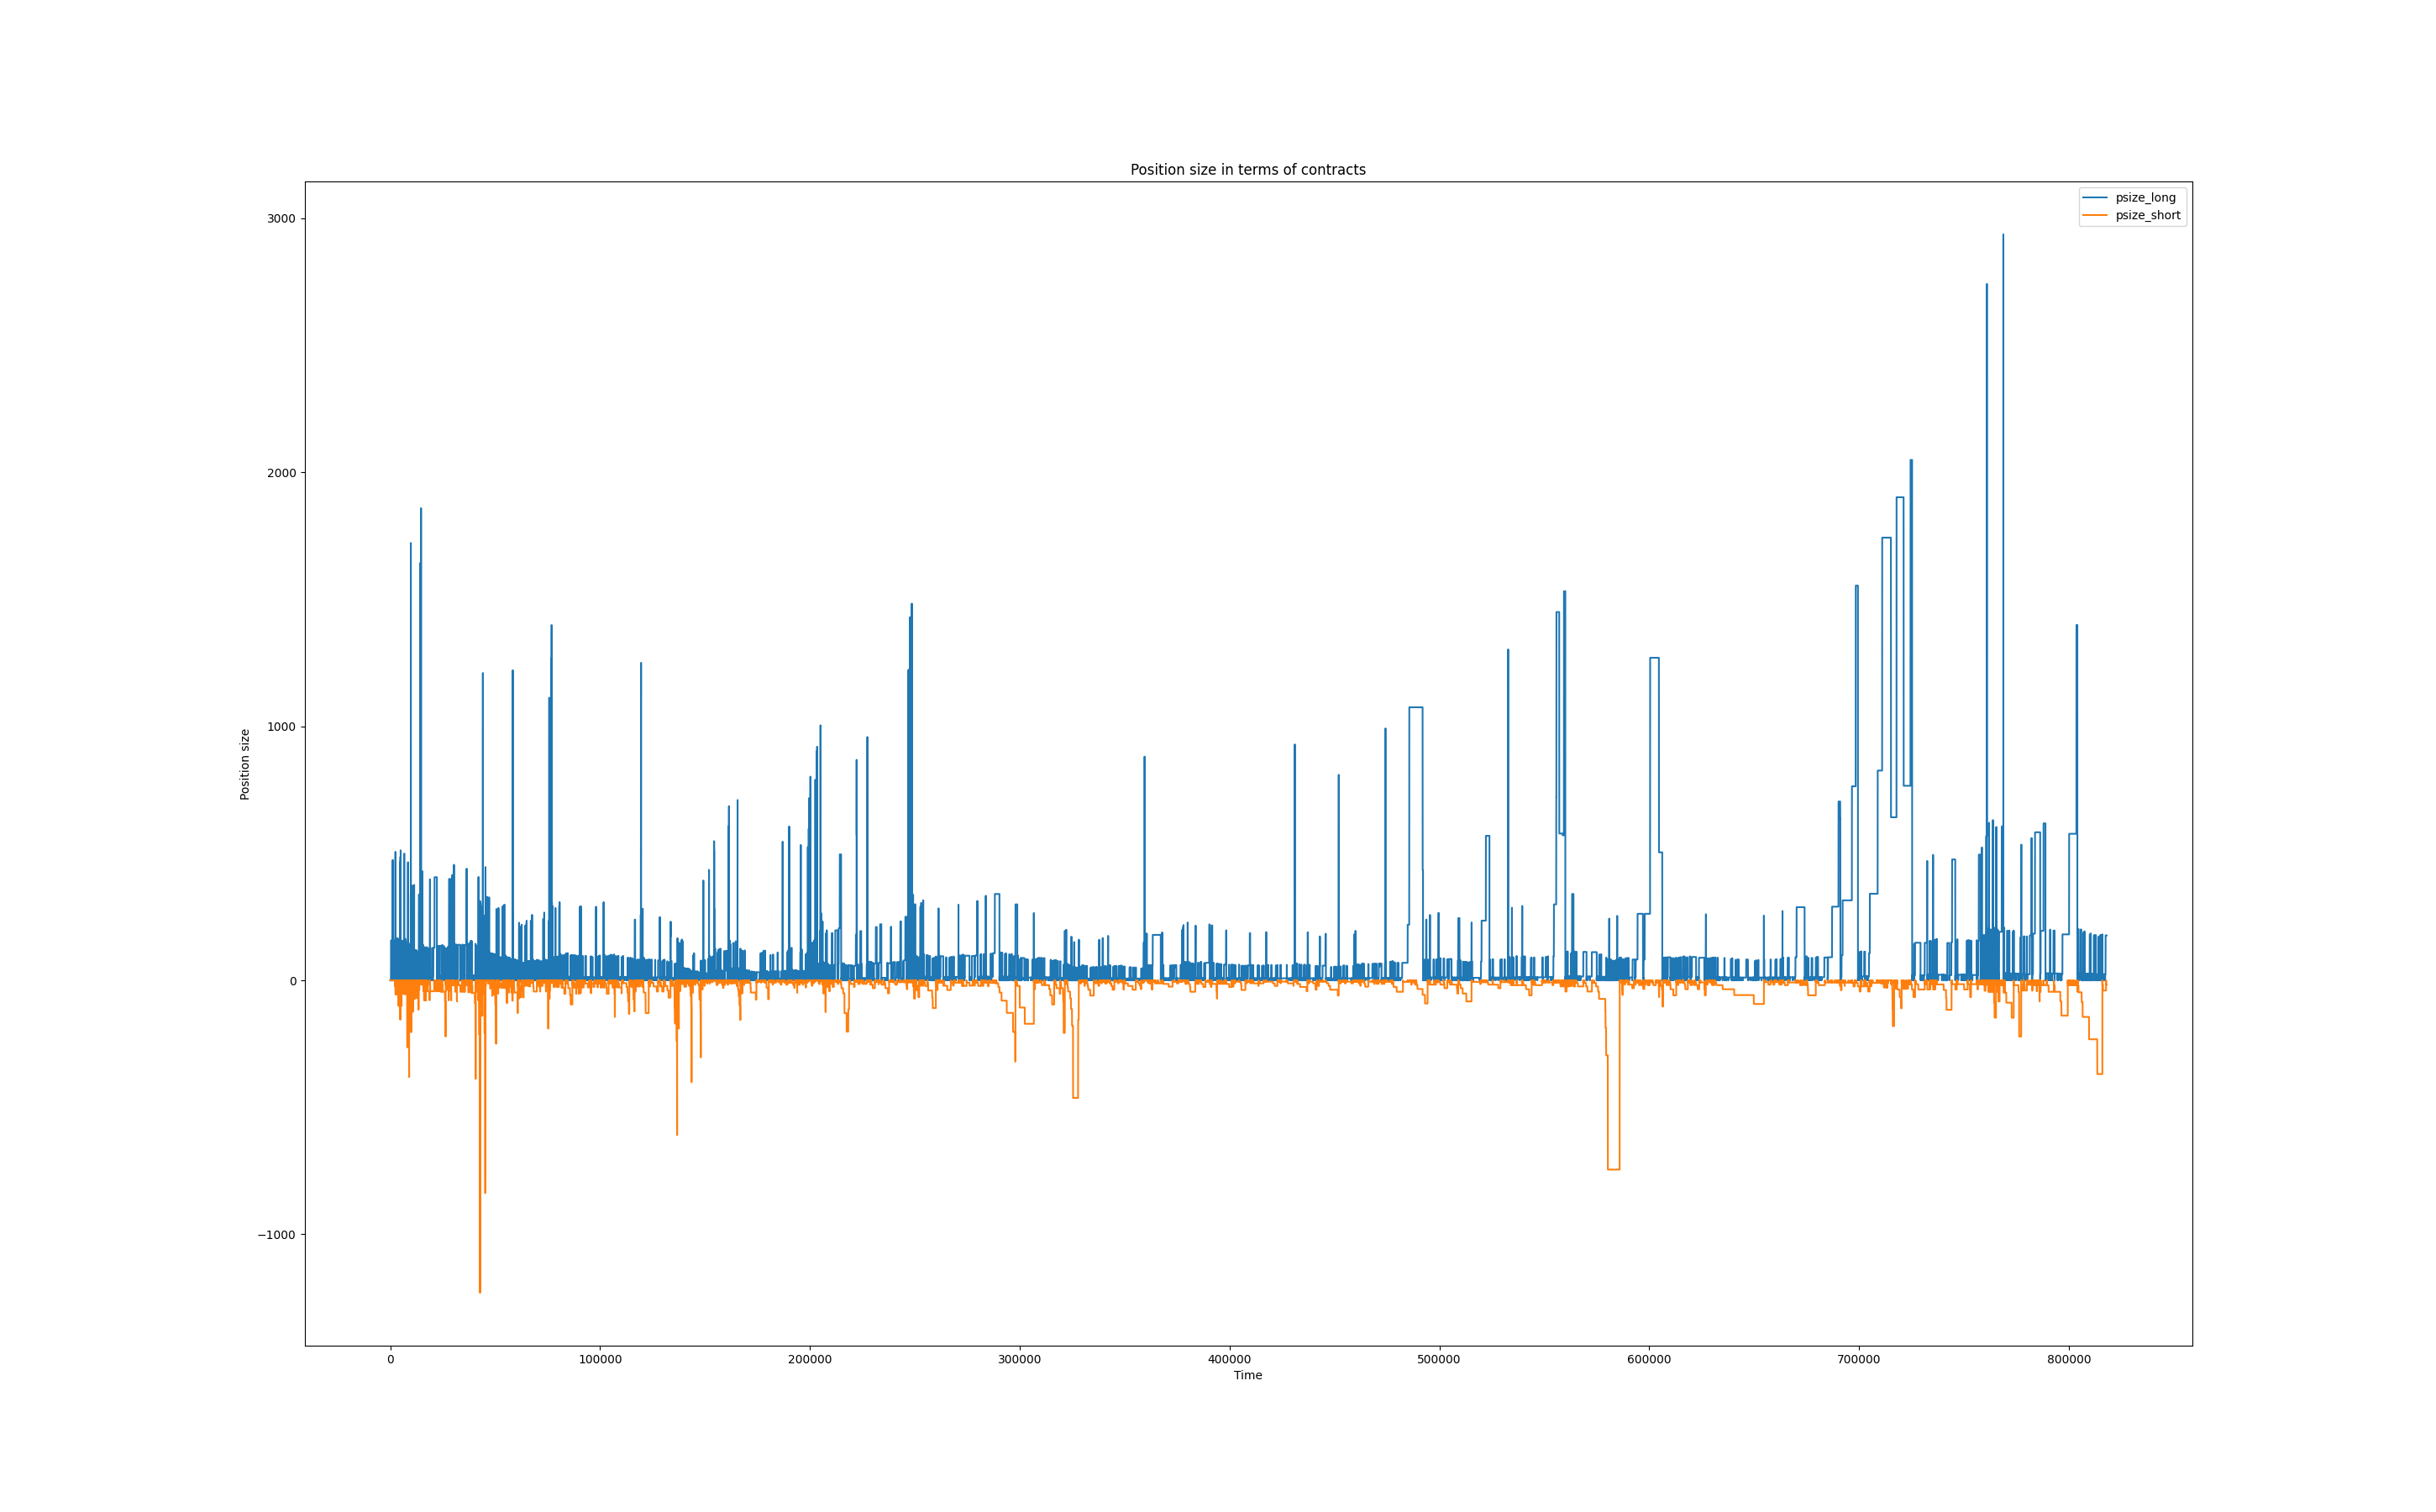 Position size in terms of contracts
psize_long
psize_short
3000
2000
1000
0
−1000
Position size
0 100000 200000 300000 400000 500000 600000 700000 800000
Time